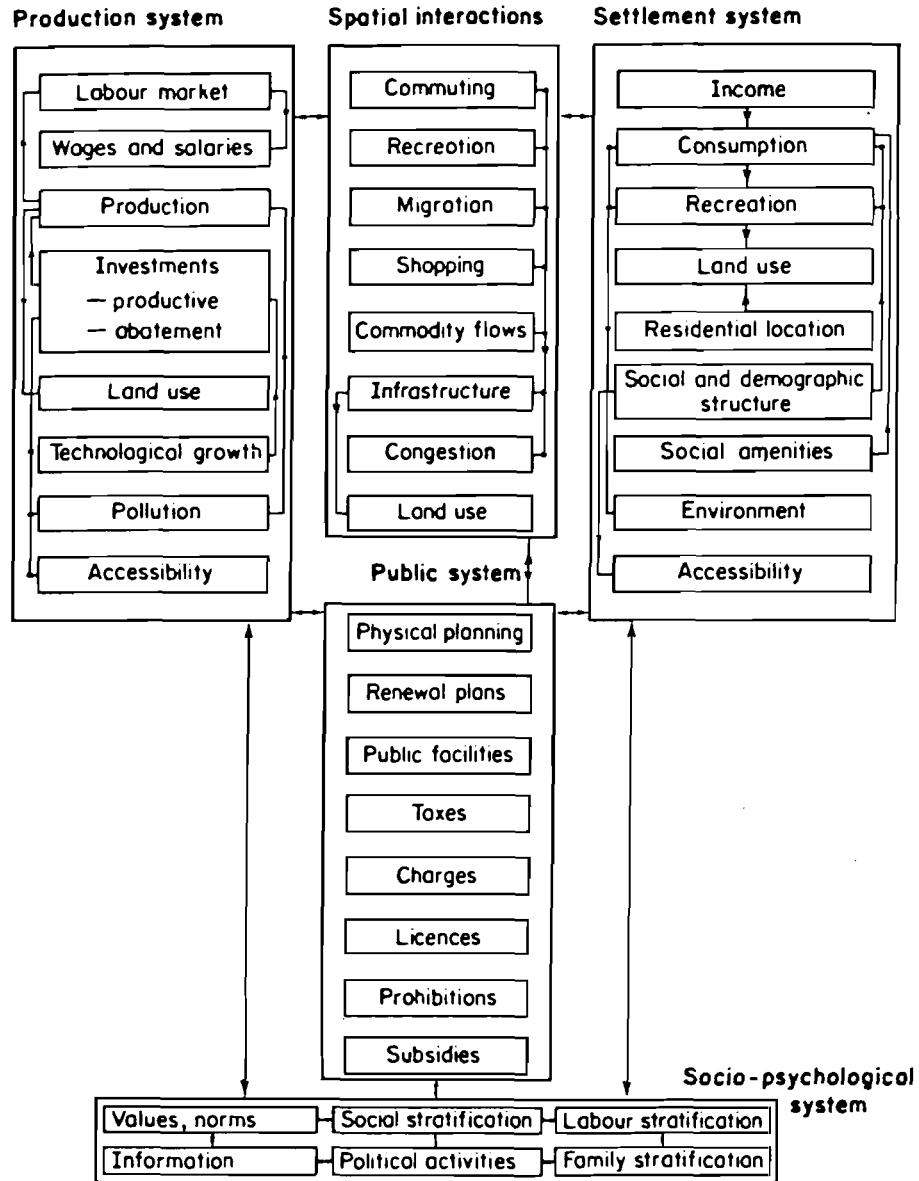 Production system
Labour market
Wages and salaries
Production
Investments
— productive
— abatement
Land use
Technological growth
Pollution
Accessibility
Spatial interactions
Commuting
Recreation
Migration
Shopping
Commodity flows
Infrastructure
Congestion
Land use
Settlement system
Income
Consumption
Recreation
Land use
Residential location
Social and demographic
structure
Social amenities
Environment
Accessibility
Public system
Physical planning
Renewal plans
Public facilities
Taxes
Charges
Licences
Prohibitions
Subsidies
Socio-psychological
system
Values, norms
Social stratification
Labour stratification
Information
Political activities
Family stratification